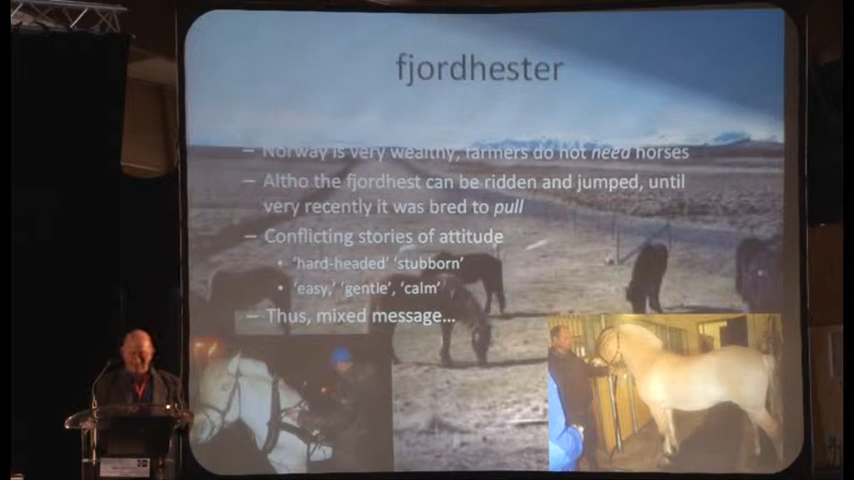 fjordhester
– Norway is very wealthy, farmers do not need horses
– Altho the fjordhest can be ridden and jumped, until
very recently it was bred to pull
– Conflicting stories of attitude
• 'hard-headed' 'stubborn'
• 'easy,' 'gentle', 'calm'
– Thus, mixed message...